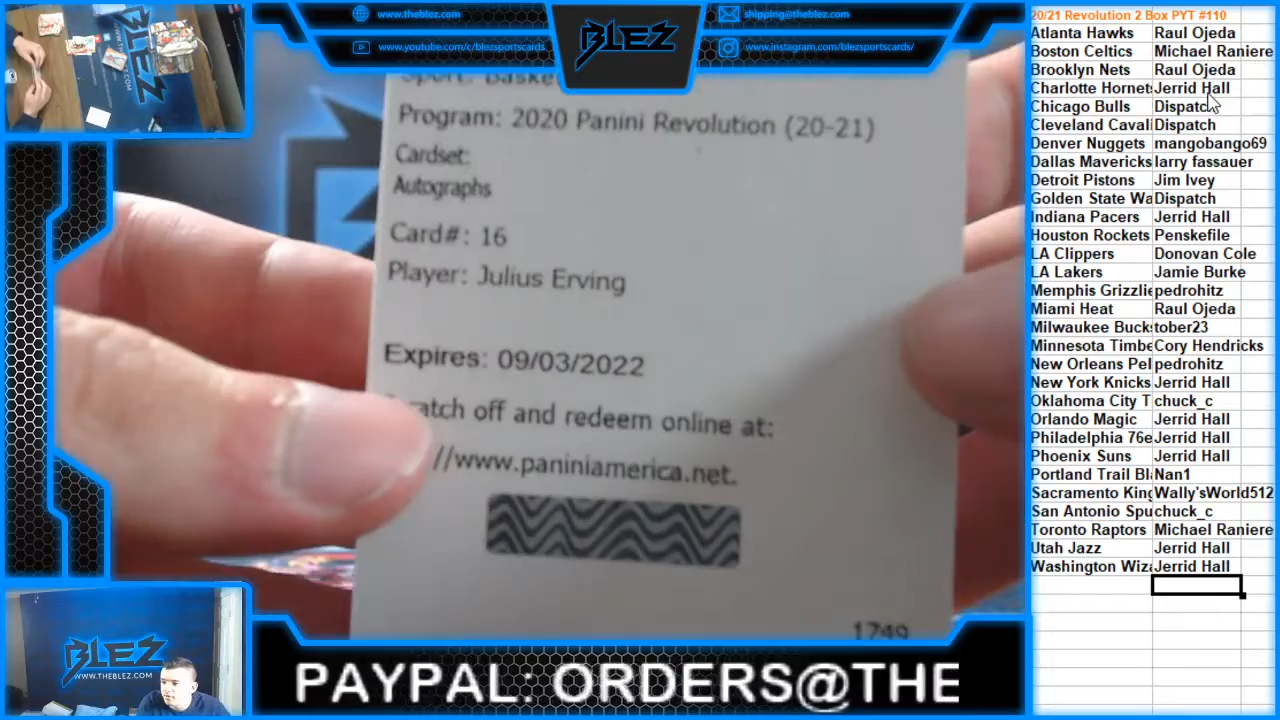 www.theblez.com
shipping@theblez.com
www.youtube.com/c/blezsportscards/
www.instagram.com/blezsportscards/
BLEZ
Program: 2020 Panini Revolution (20-21)
Cardset:
Autographs
Card#: 16
Player: Julius Erving
Expires: 09/03/2022
off and redeem online at:
//www.paniniamerica.net.
1749
BLEZ
WWW.THEBLEZ.COM
PAYPAL: ORDERS@THE
20/21 Revolution 2 Box PYT #110
Atlanta Hawks Raul Ojeda
Boston Celtics Michael Raniere
Brooklyn Nets Raul Ojeda
Charlotte Hornets Jerrid Hall
Chicago Bulls Dispatch
Cleveland Cavali Dispatch
Denver Nuggets mangobango69
Dallas Mavericks larry fassauer
Detroit Pistons Jim Ivey
Golden State Wa Dispatch
Indiana Pacers Jerrid Hall
Houston Rockets Penskefile
LA Clippers Donovan Cole
LA Lakers Jamie Burke
Memphis Grizzlie pedrohitz
Miami Heat Raul Ojeda
Milwaukee Bucks tober23
Minnesota Timbe Cory Hendricks
New Orleans Pel pedrohitz
New York Knicks Jerrid Hall
Oklahoma City T chuck_c
Orlando Magic Jerrid Hall
Philadelphia 76e Jerrid Hall
Phoenix Suns Jerrid Hall
Portland Trail Bl Nan1
Sacramento King Wally'sWorld512
San Antonio Spu chuck_c
Toronto Raptors Michael Raniere
Utah Jazz Jerrid Hall
Washington Wiza Jerrid Hall